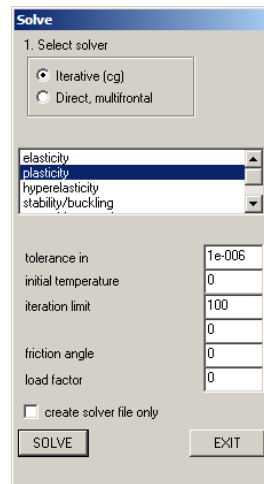 Solve
1. Select solver
Iterative (cg)
Direct, multifrontal
elasticity
plasticity
hyperelasticity
stability/buckling
tolerance in
1e-006
initial temperature
0
iteration limit
100
0
friction angle
0
load factor
0
create solver file only
SOLVE
EXIT